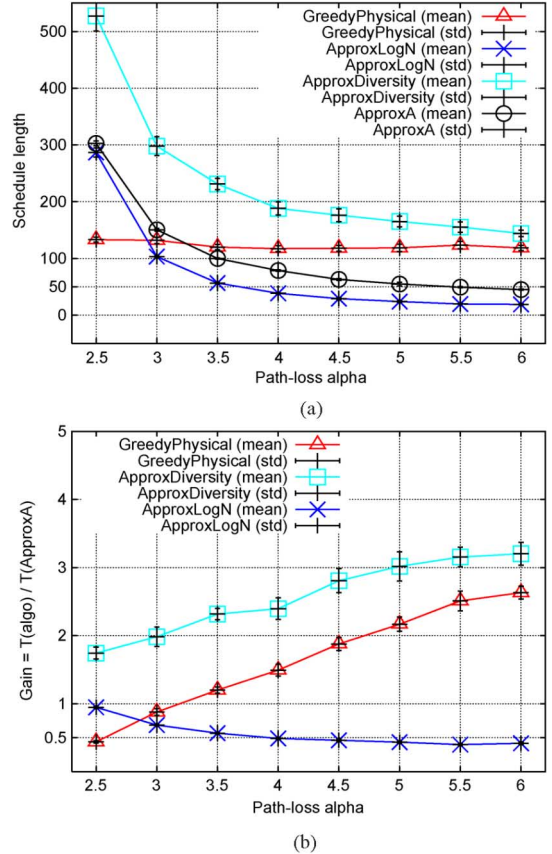 500
300
200
100
50
0
Schedule length
GreedyPhysical (mean)
GreedyPhysical (std)
ApproxLogN (mean)
ApproxLogN (std)
ApproxDiversity (mean)
ApproxDiversity (std)
ApproxA (mean)
ApproxA (std)
2.5 3 3.5 4 4.5 5 5.5 6
Path-loss alpha
(a)
5
4
3
2
1
0.5
Gain = T(algo) / T(ApproxA)
GreedyPhysical (mean)
GreedyPhysical (std)
ApproxDiversity (mean)
ApproxDiversity (std)
ApproxLogN (mean)
ApproxLogN (std)
2.5 3 3.5 4 4.5 5 5.5 6
Path-loss alpha
(b)